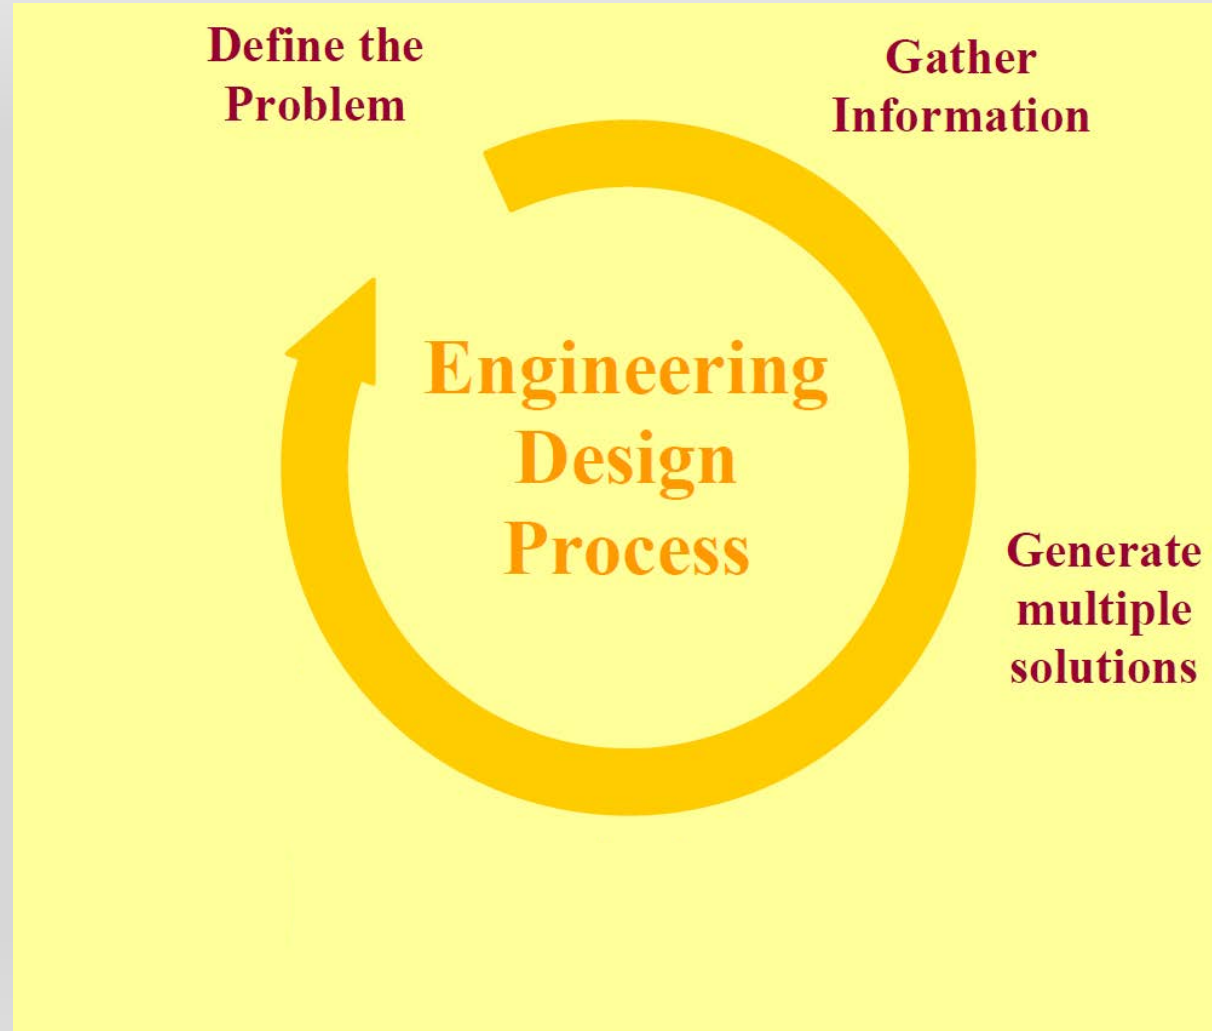 Define the
Problem
Gather
Information
Engineering
Design
Process
Generate
multiple
solutions